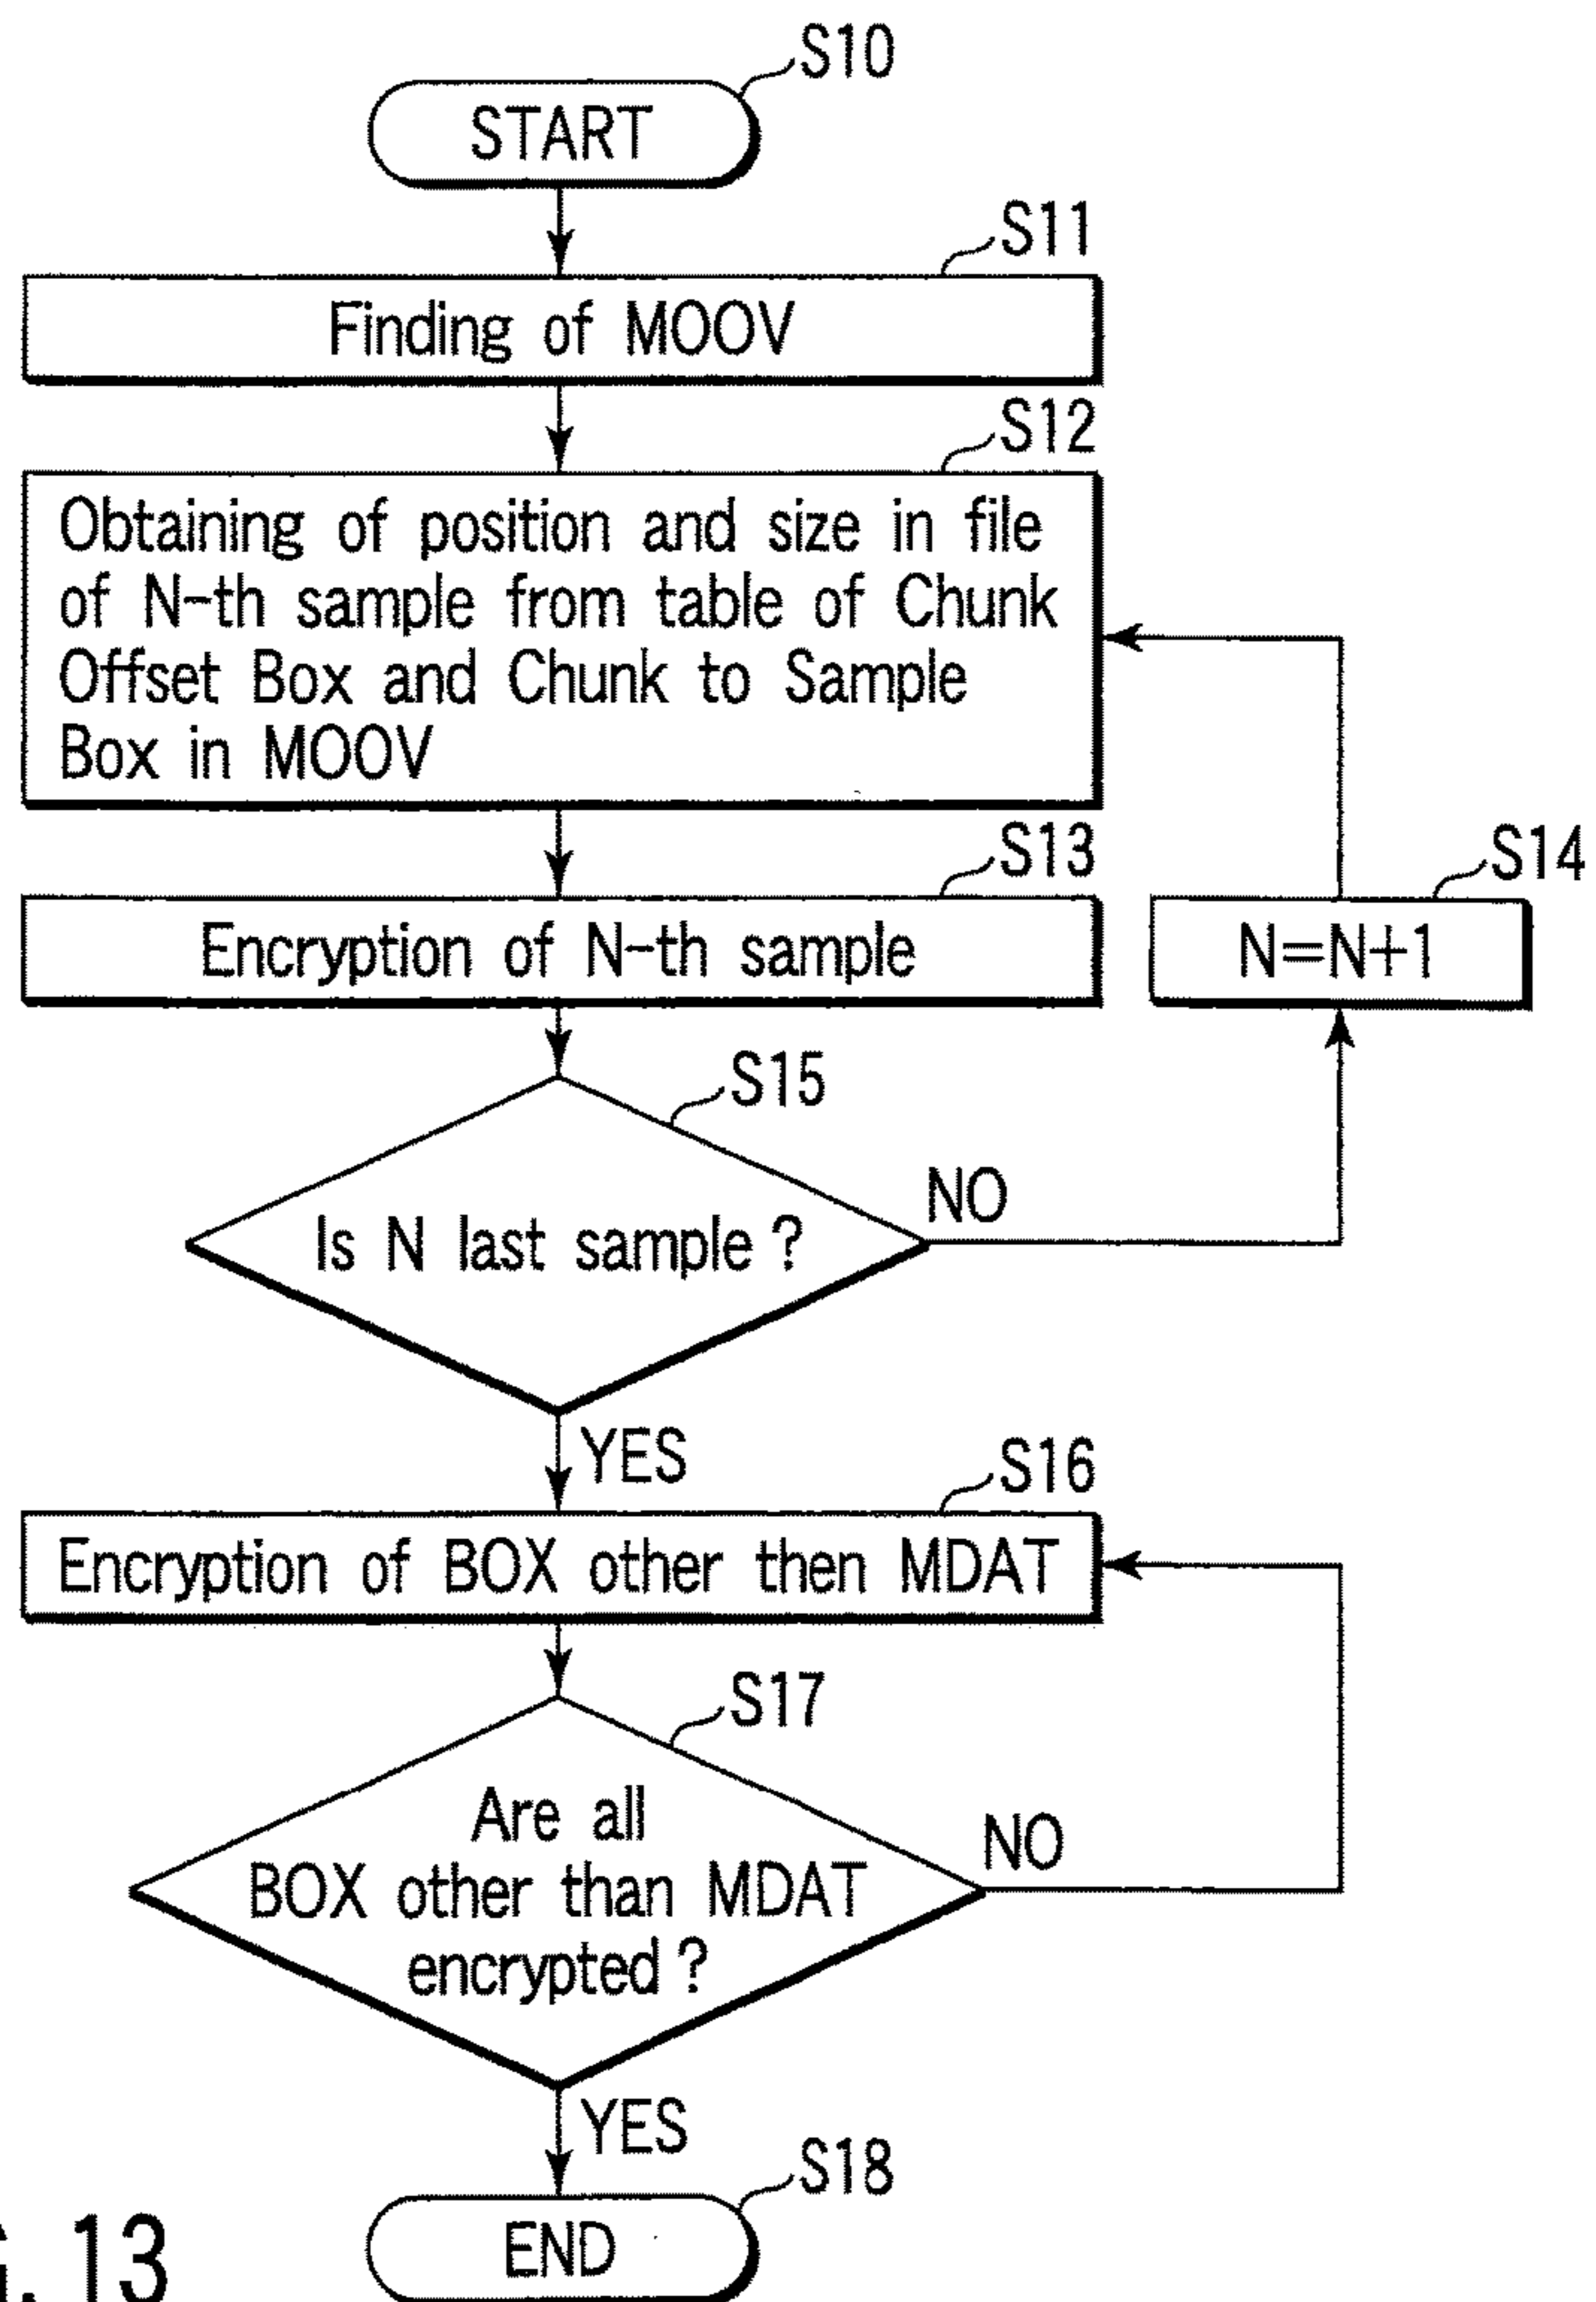 S10
START
S11
Finding of MOOV
S12
Obtaining of position and size in file
of N-th sample from table of Chunk
Offset Box and Chunk to Sample
Box in MOOV
S13
Encryption of N-th sample
S14
N=N+1
S15
Is N last sample ?
NO
YES
S16
Encryption of BOX other then MDAT
S17
Are all
BOX other than MDAT
encrypted ?
NO
YES
S18
END
G. 13